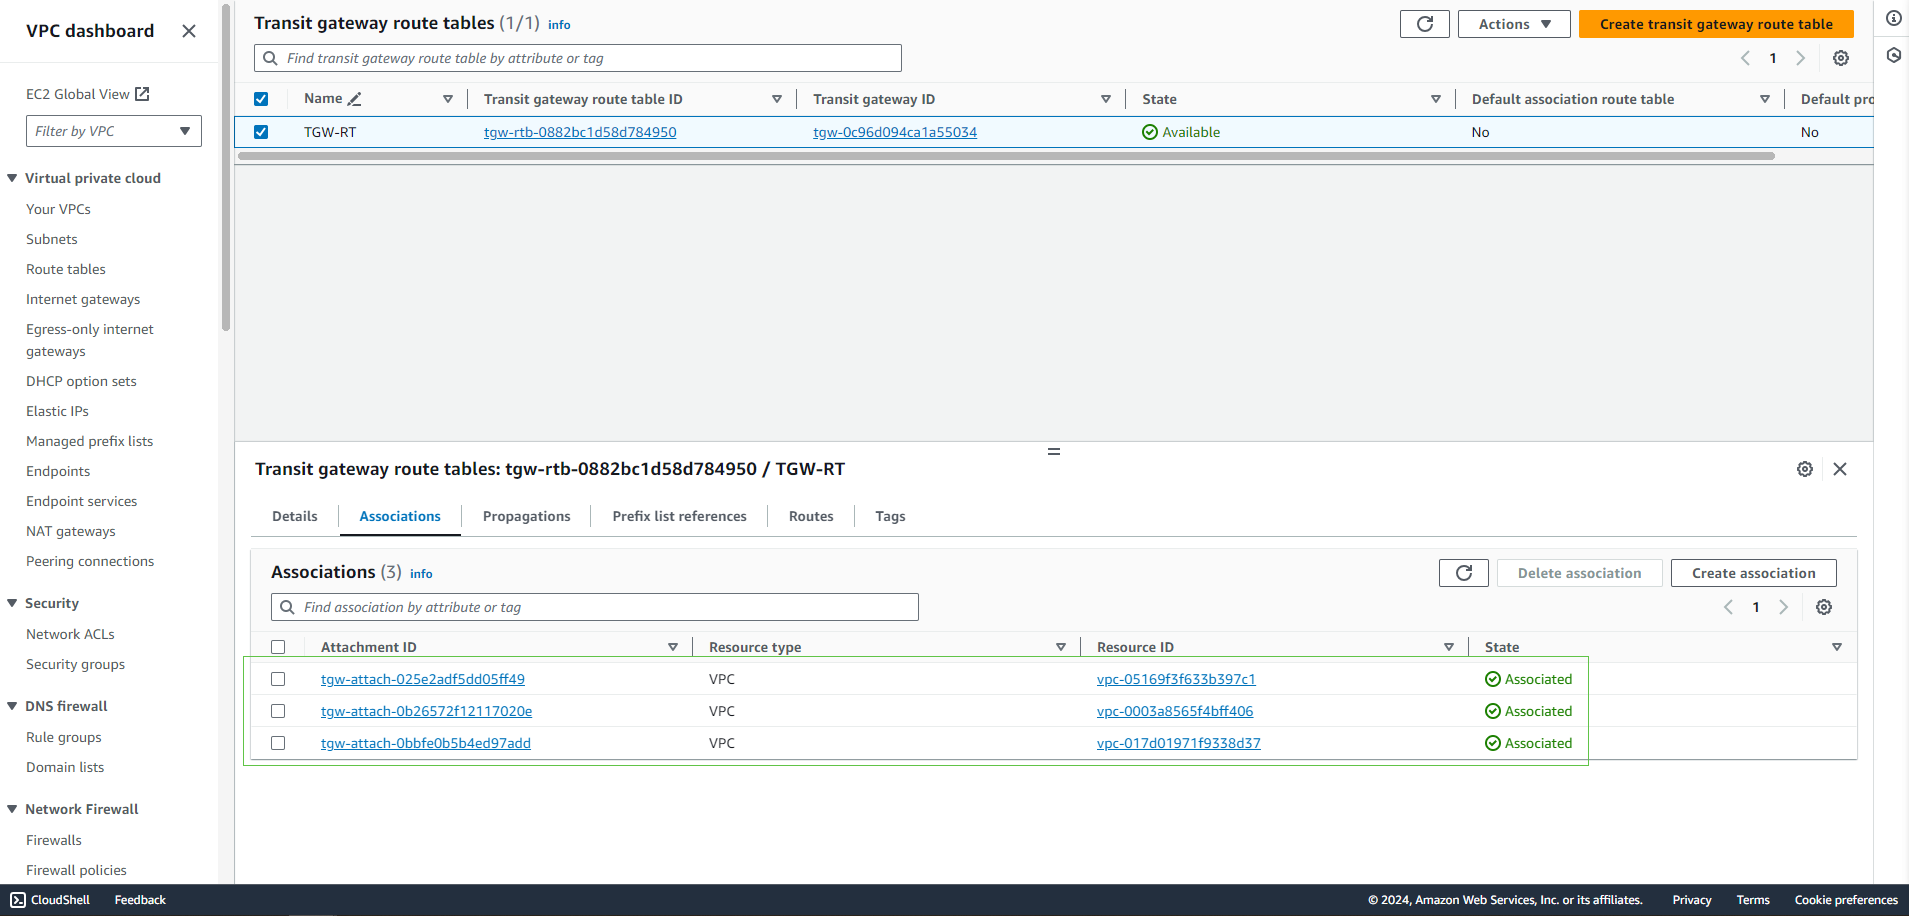 VPC dashboard
EC2 Global View
Filter by VPC
Virtual private cloud
Your VPCs
Subnets
Route tables
Internet gateways
Egress-only internet
gateways
DHCP option sets
Elastic IPs
Managed prefix lists
Endpoints
Endpoint services
NAT gateways
Peering connections
Security
Network ACLs
Security groups
DNS firewall
Rule groups
Domain lists
Network Firewall
Firewalls
Firewall policies
Transit gateway route tables (1/1) info
Actions
Create transit gateway route table
Find transit gateway route table by attribute or tag
1
Name Transit gateway route table ID Transit gateway ID State Default association route table Default pro
TGW-RT tgw-rtb-0882bc1d58d784950 tgw-0c96d094ca1a55034 Available No No
Transit gateway route tables: tgw-rtb-0882bc1d58d784950 / TGW-RT
Details Associations Propagations Prefix list references Routes Tags
Associations (3) info
Delete association
Create association
Find association by attribute or tag
1
Attachment ID Resource type Resource ID State
tgw-attach-025e2adf5dd05ff49 VPC vpc-05169f3f633b397c1 Associated
tgw-attach-0b26572f12117020e VPC vpc-0003a8565f4bff406 Associated
tgw-attach-0bbfe0b5b4ed97add VPC vpc-017d01971f9338d37 Associated
CloudShell Feedback © 2024, Amazon Web Services, Inc. or its affiliates. Privacy Terms Cookie preferences